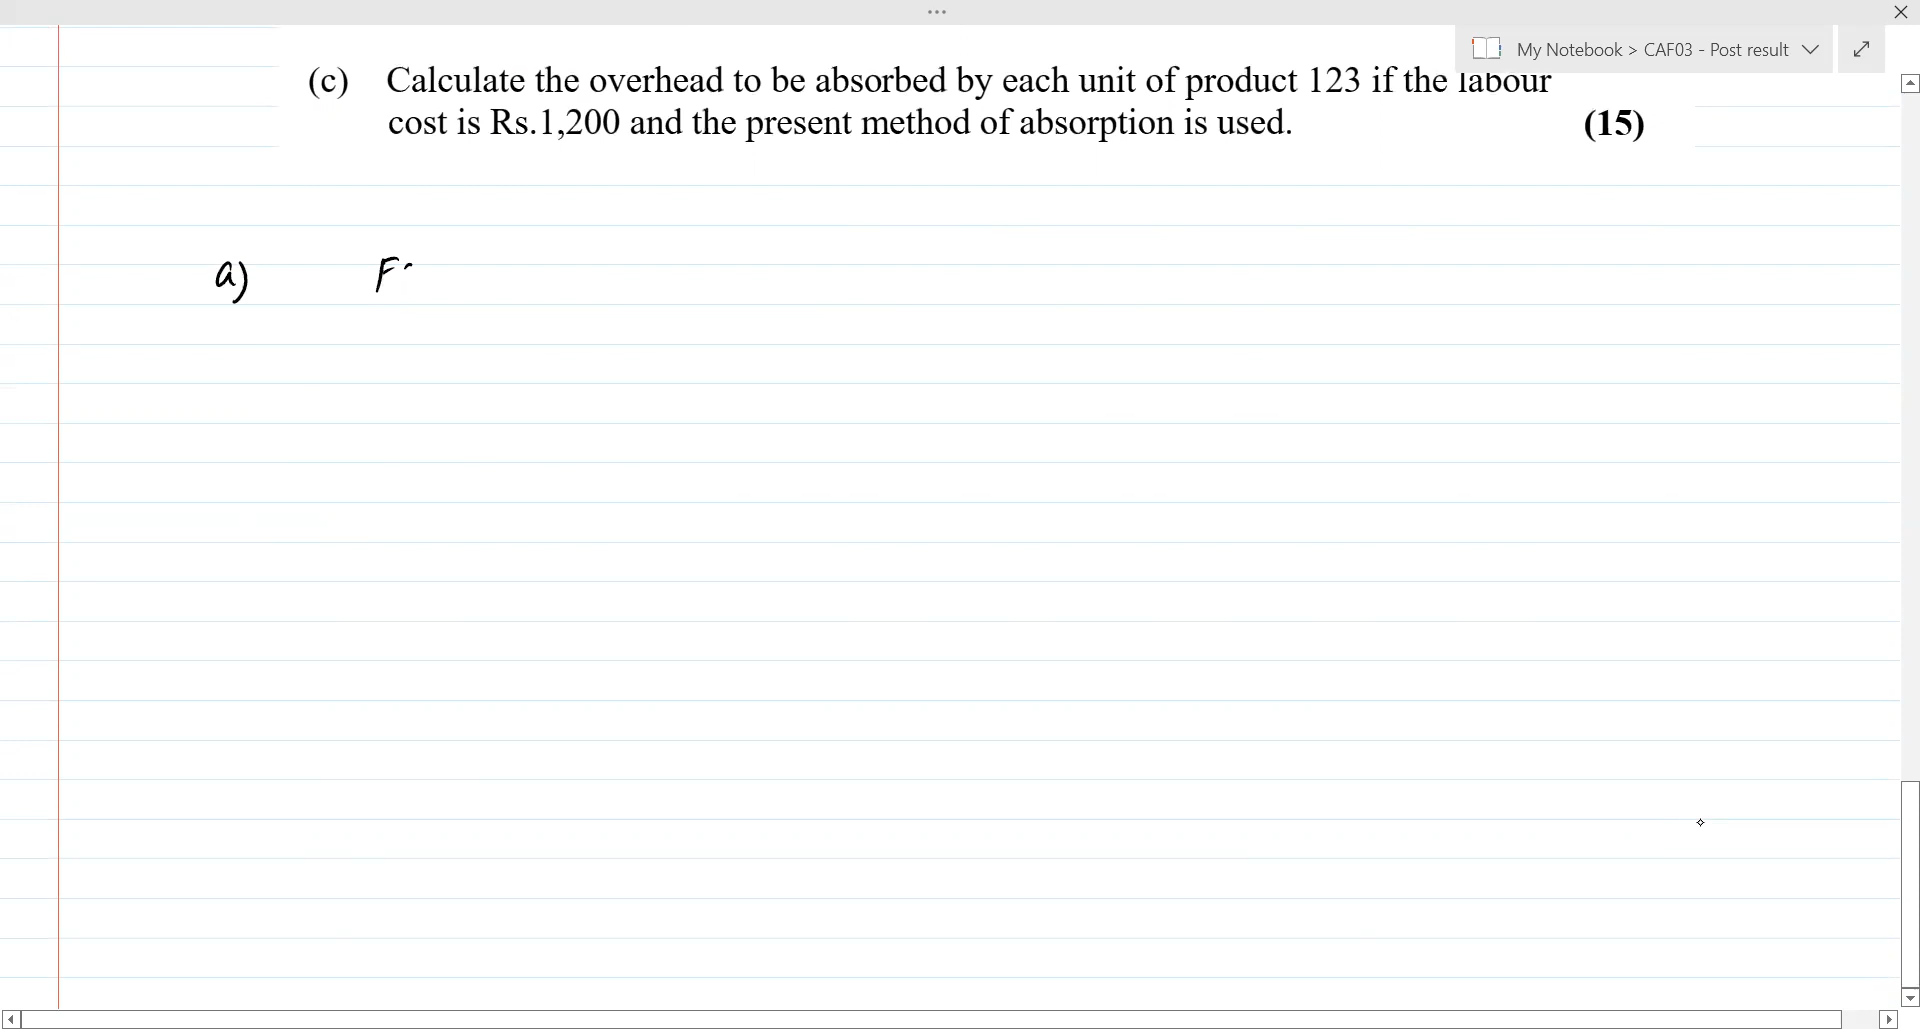 My Notebook > CAF03 - Post result
(c) Calculate the overhead to be absorbed by each unit of product 123 if the labour
cost is Rs.1,200 and the present method of absorption is used. (15)
a) F